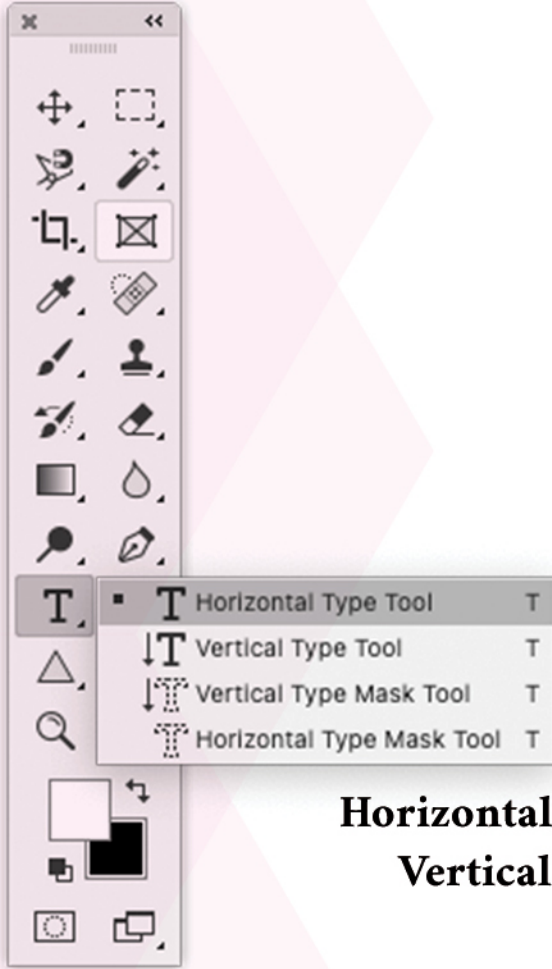 Horizontal Type Tool T
Vertical Type Tool T
Vertical Type Mask Tool T
Horizontal Type Mask Tool T
Horizontal
Vertical